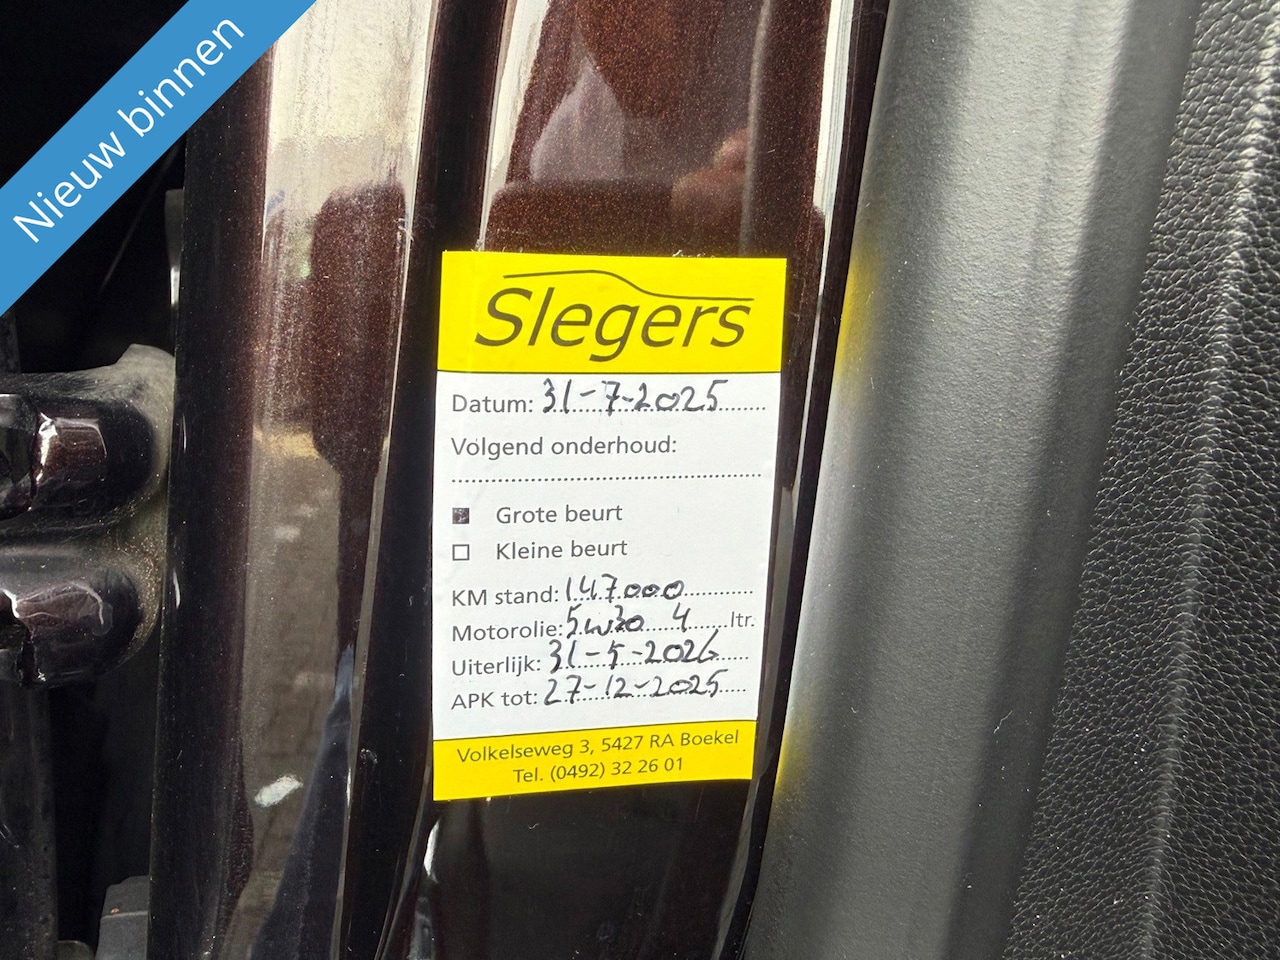 Nieuw binnen
Slegers
Datum: 31-7-2025
Volgend onderhoud:
Grote beurt
Kleine beurt
KM stand: 147.000
Motorolie: 5w30 4 ltr.
Uiterlijk: 31-5-2026
APK tot: 27-12-2025
Volkelseweg 3, 5427 RA Boekel
Tel. (0492) 32 26 01